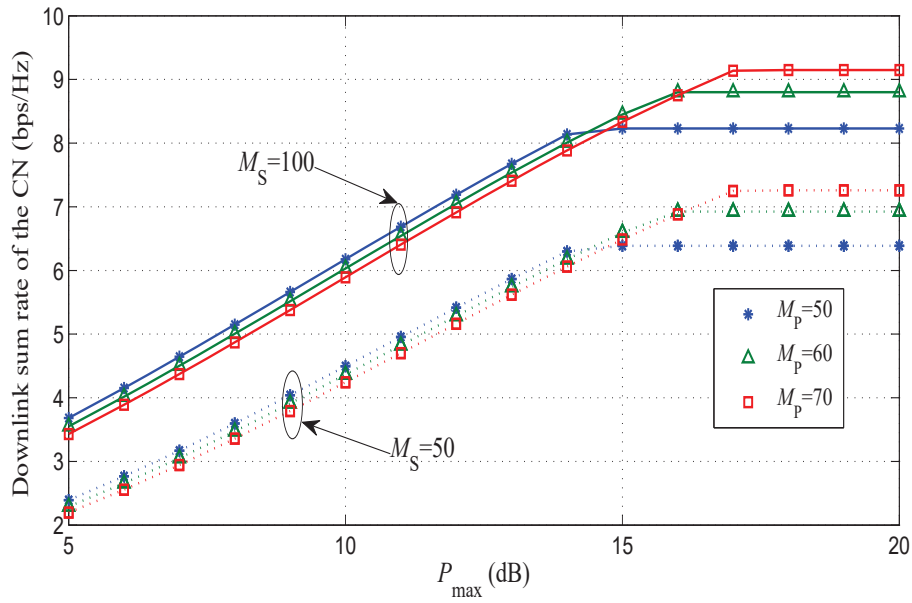 Downlink sum rate of the CN (bps/Hz)
10
9
8
7
6
5
4
3
2
M_S=100
M_S=50
M_P=50
M_P=60
M_P=70
5
10
15
20
P_max (dB)